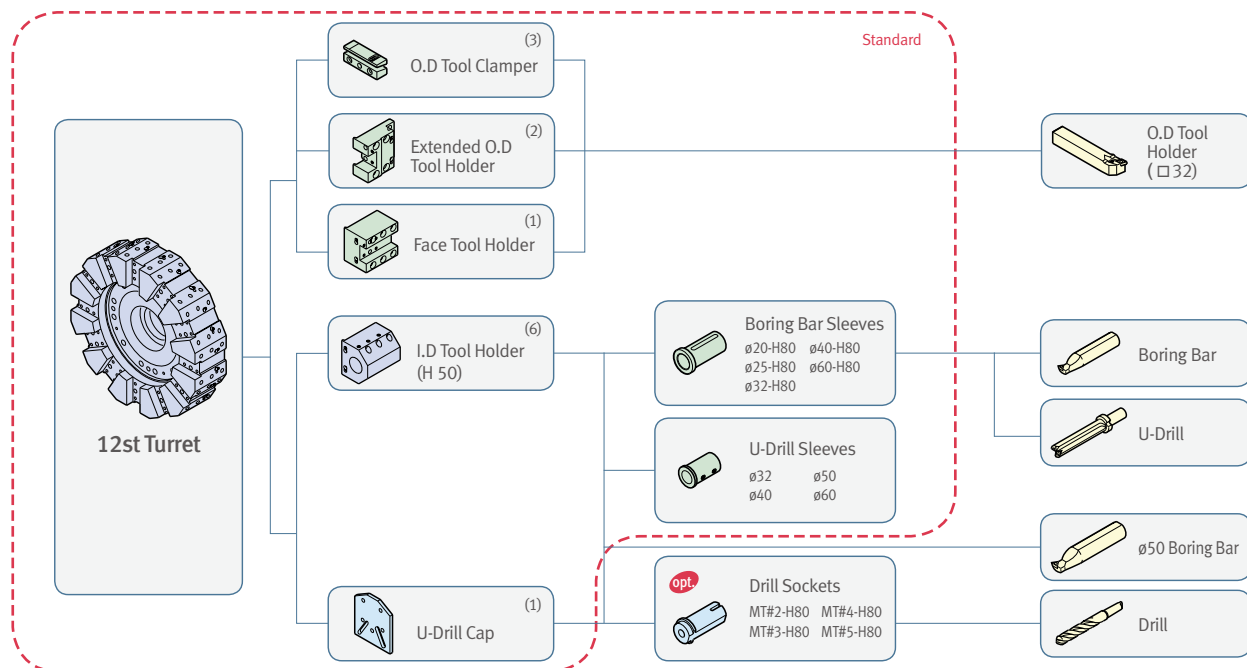 Standard
12st Turret
(3)
O.D Tool Clamper
(2)
Extended O.D
Tool Holder
(1)
Face Tool Holder
(6)
I.D Tool Holder
(H 50)
(1)
U-Drill Cap
Boring Bar Sleeves
ø20-H80 ø40-H80
ø25-H80 ø60-H80
ø32-H80
U-Drill Sleeves
ø32 ø50
ø40 ø60
opt.
Drill Sockets
MT#2-H80 MT#4-H80
MT#3-H80 MT#5-H80
O.D Tool
Holder
(□32)
Boring Bar
U-Drill
ø50 Boring Bar
Drill